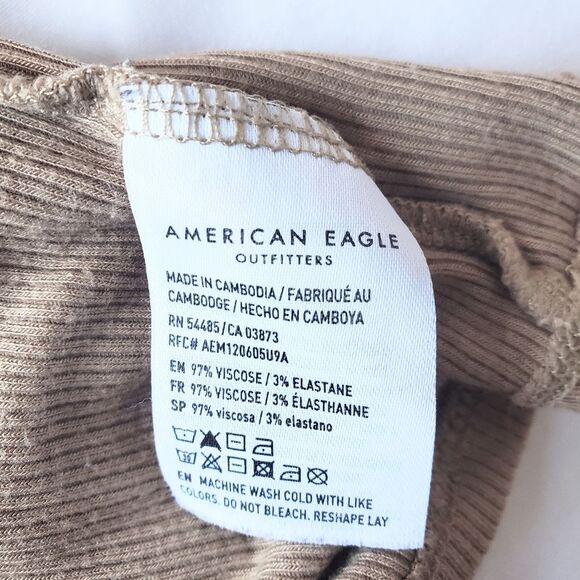 AMERICAN EAGLE
OUTFITTERS
MADE IN CAMBODIA / FABRIQUÉ AU
CAMBODGE / HECHO EN CAMBOYA
RN 54485 / CA 03873
RFC# AEM120605U9A
EN 97% VISCOSE / 3% ELASTANE
FR 97% VISCOSE / 3% ÉLASTHANNE
SP 97% viscosa / 3% elastano
30
EN MACHINE WASH COLD WITH LIKE
COLORS. DO NOT BLEACH. RESHAPE LAY